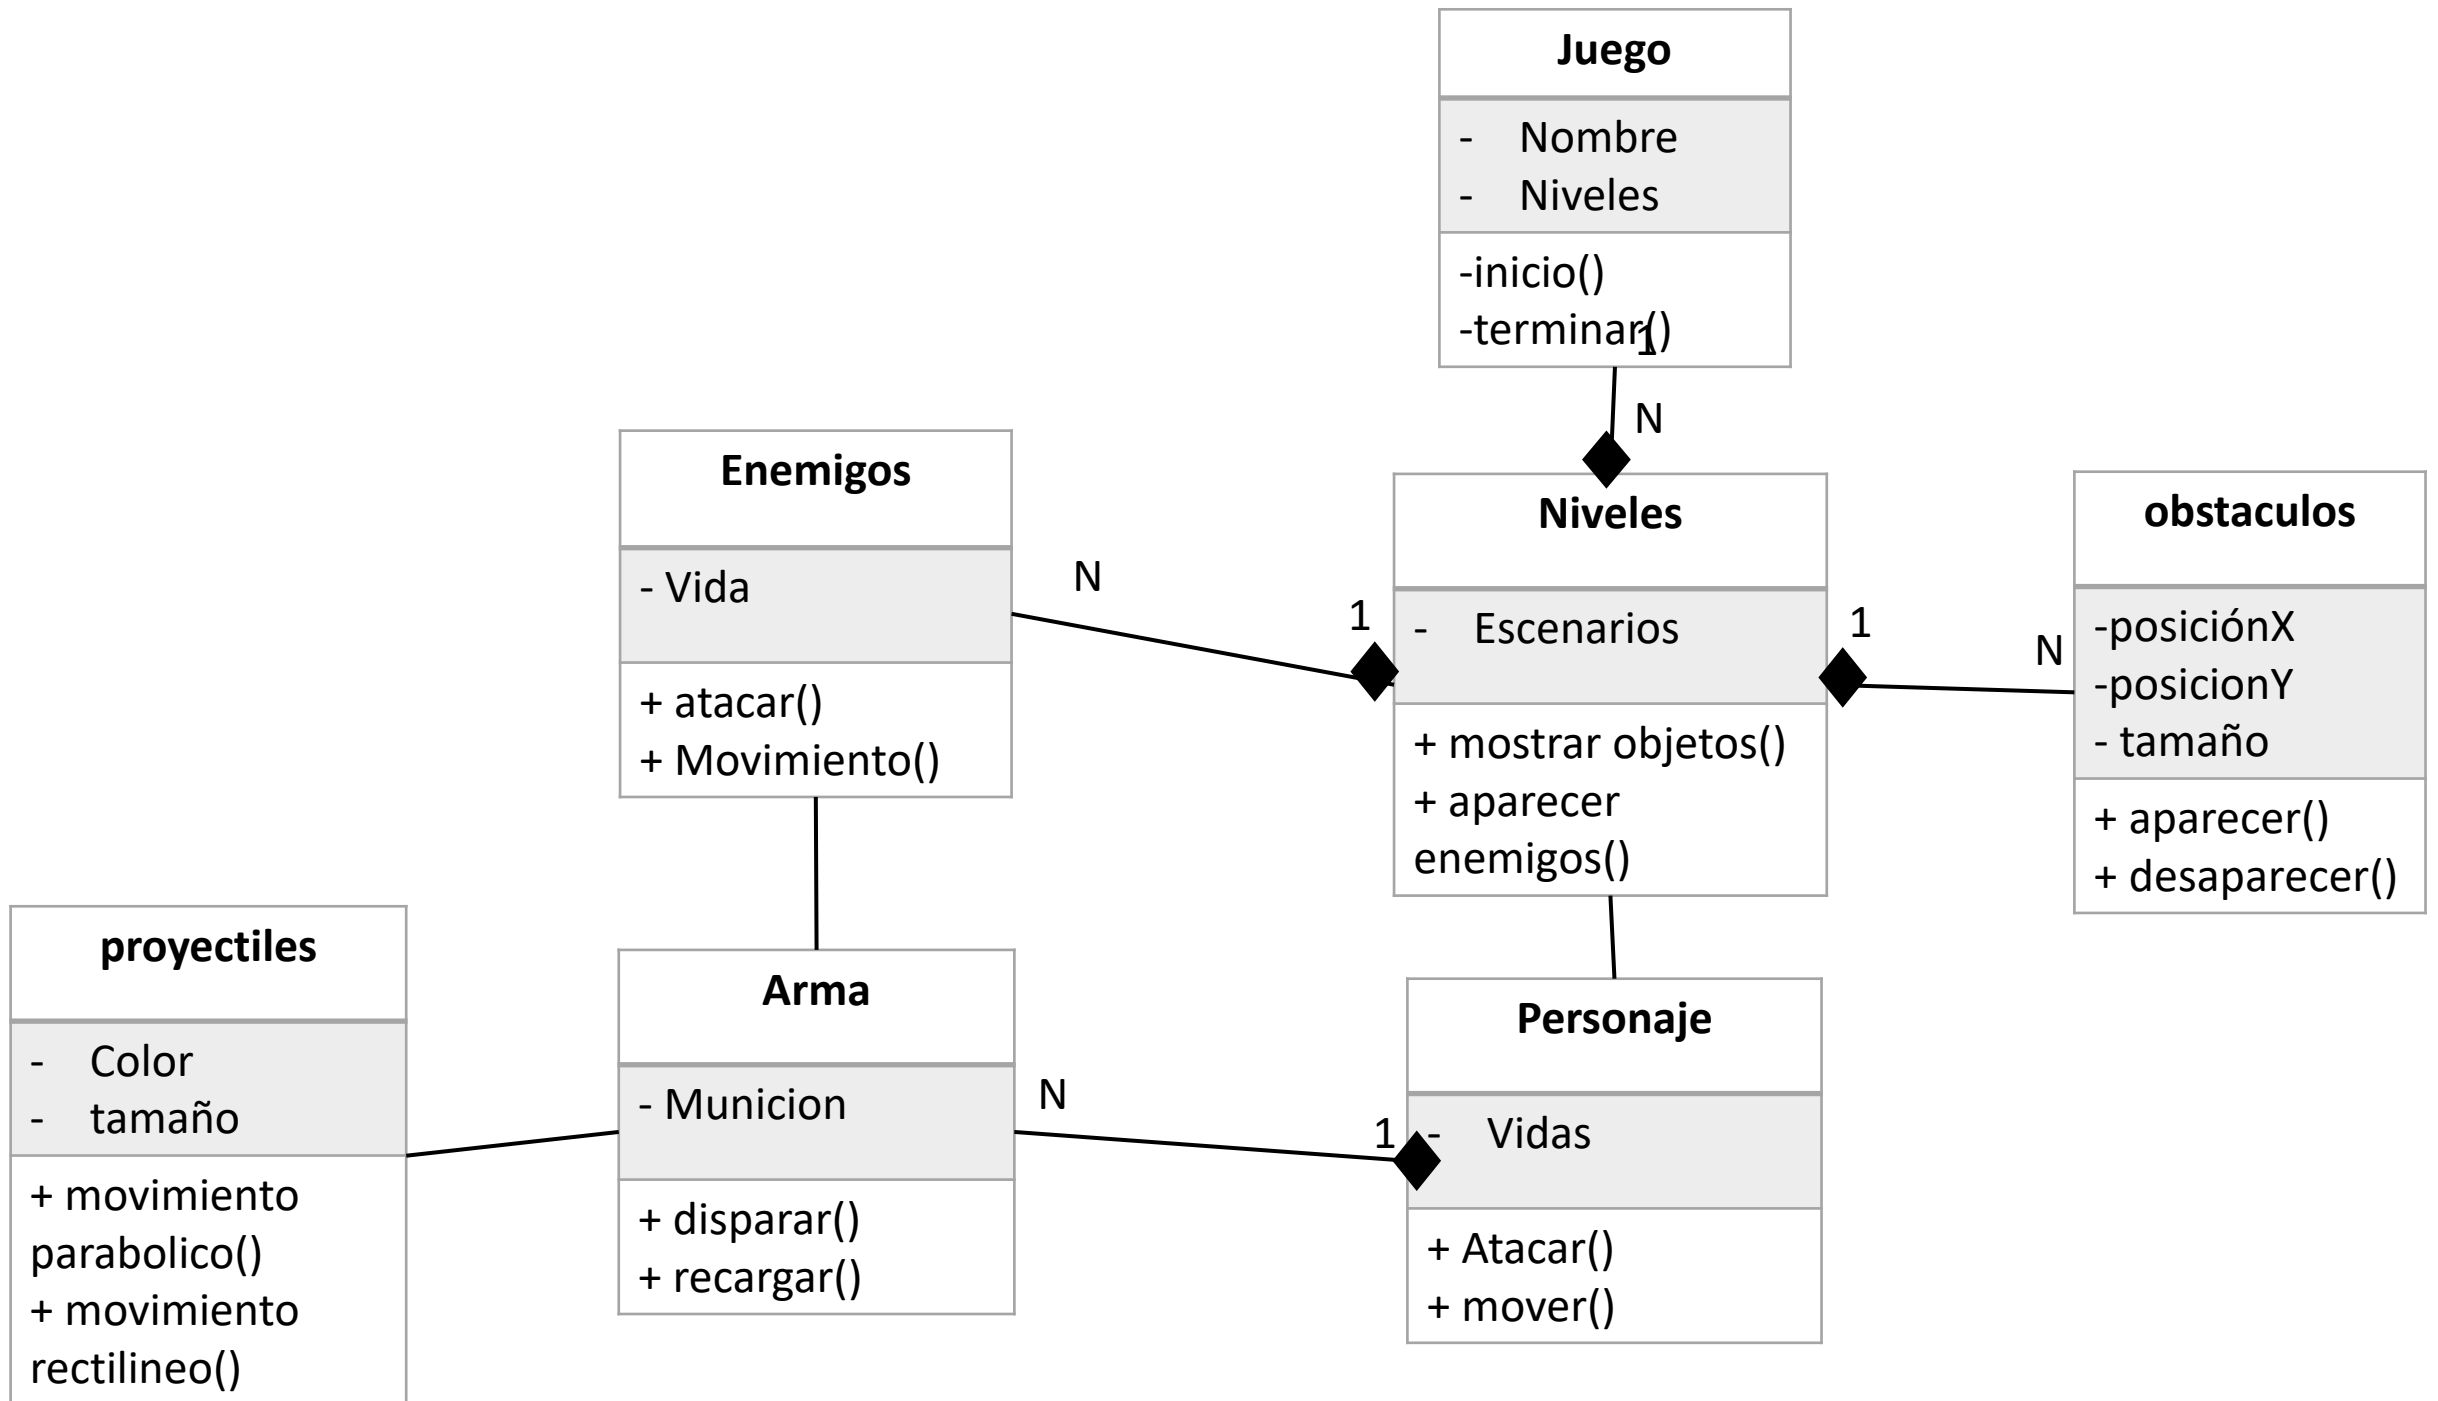 Juego
- Nombre
- Niveles
-inicio()
-terminar()
1
N
Enemigos
- Vida
+ atacar()
+ Movimiento()
N
1
Niveles
- Escenarios
+ mostrar objetos()
+ aparecer
enemigos()
1
N
obstaculos
-posiciónX
-posicionY
- tamaño
+ aparecer()
+ desaparecer()
proyectiles
- Color
- tamaño
+ movimiento
parabolico()
+ movimiento
rectilineo()
Arma
- Municion
+ disparar()
+ recargar()
N
1
Personaje
- Vidas
+ Atacar()
+ mover()